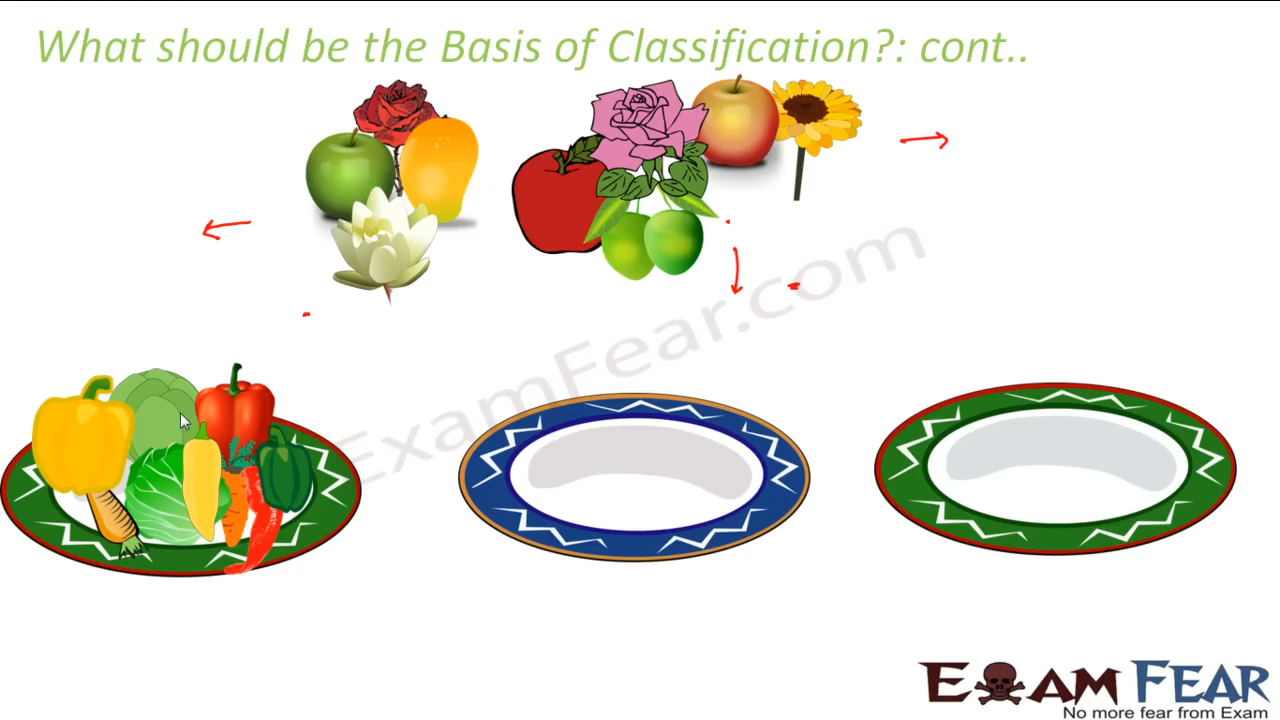 What should be the Basis of Classification?: cont..
ExamFear.com
EXAM FEAR
No more fear from Exam